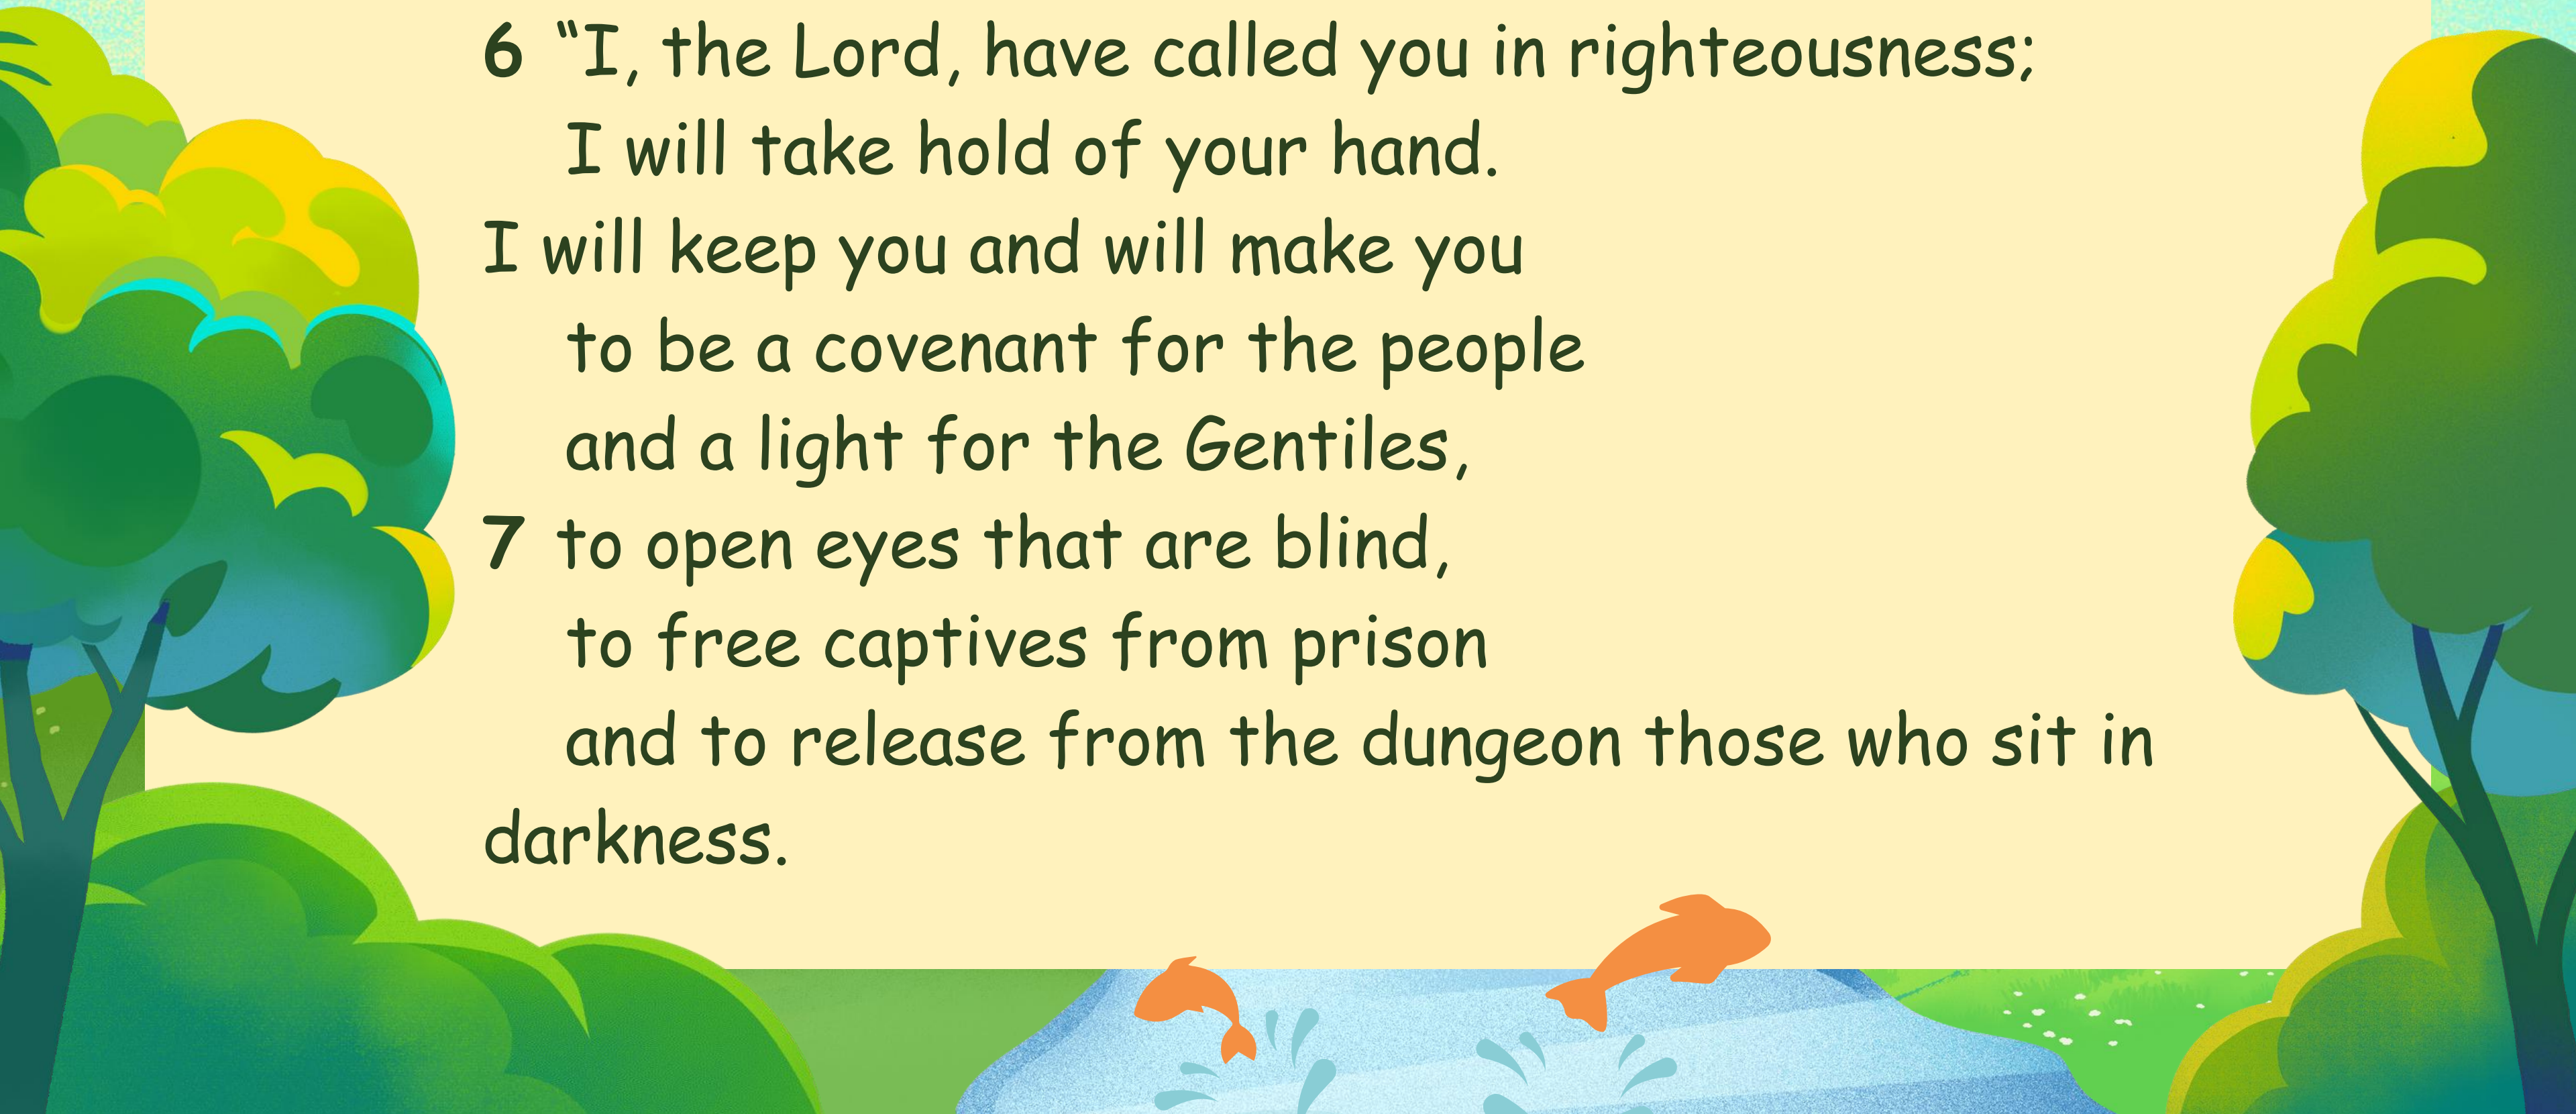 6 “I, the Lord, have called you in righteousness;
I will take hold of your hand.
I will keep you and will make you
to be a covenant for the people
and a light for the Gentiles,
7 to open eyes that are blind,
to free captives from prison
and to release from the dungeon those who sit in
darkness.